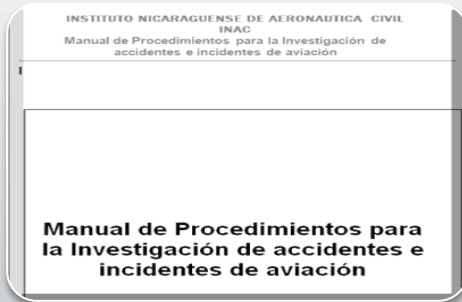 INSTITUTO NICARAGUENSE DE AERONAUTICA CIVIL
INAC
Manual de Procedimientos para la Investigación de
accidentes e incidentes de aviación
Manual de Procedimientos para
la Investigación de accidentes e
incidentes de aviación